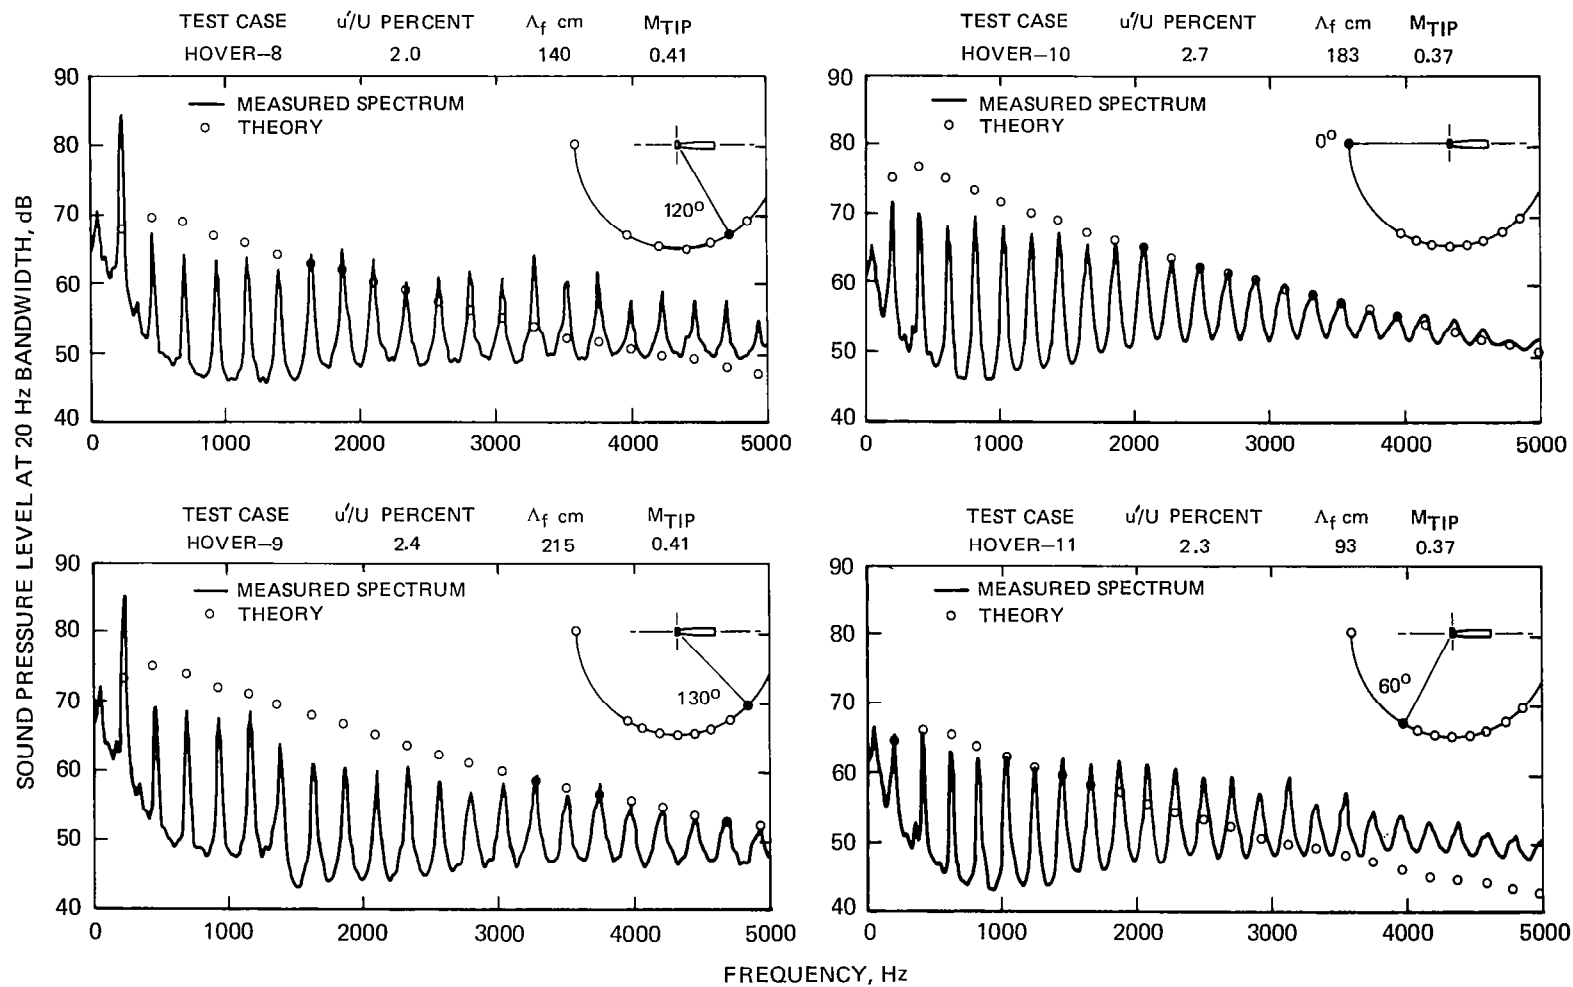 TEST CASE u′/U PERCENT Λf cm MTIP
HOVER–8 2.0 140 0.41
90
80
70
60
50
40
MEASURED SPECTRUM
THEORY
120°
0 1000 2000 3000 4000 5000
TEST CASE u′/U PERCENT Λf cm MTIP
HOVER–10 2.7 183 0.37
90
80
70
60
50
40
MEASURED SPECTRUM
THEORY
0°
0 1000 2000 3000 4000 5000
TEST CASE u′/U PERCENT Λf cm MTIP
HOVER–9 2.4 215 0.41
90
80
70
60
50
40
MEASURED SPECTRUM
THEORY
130°
0 1000 2000 3000 4000 5000
TEST CASE u′/U PERCENT Λf cm MTIP
HOVER–11 2.3 93 0.37
90
80
70
60
50
40
MEASURED SPECTRUM
THEORY
60°
0 1000 2000 3000 4000 5000
SOUND PRESSURE LEVEL AT 20 Hz BANDWIDTH, dB
FREQUENCY, Hz